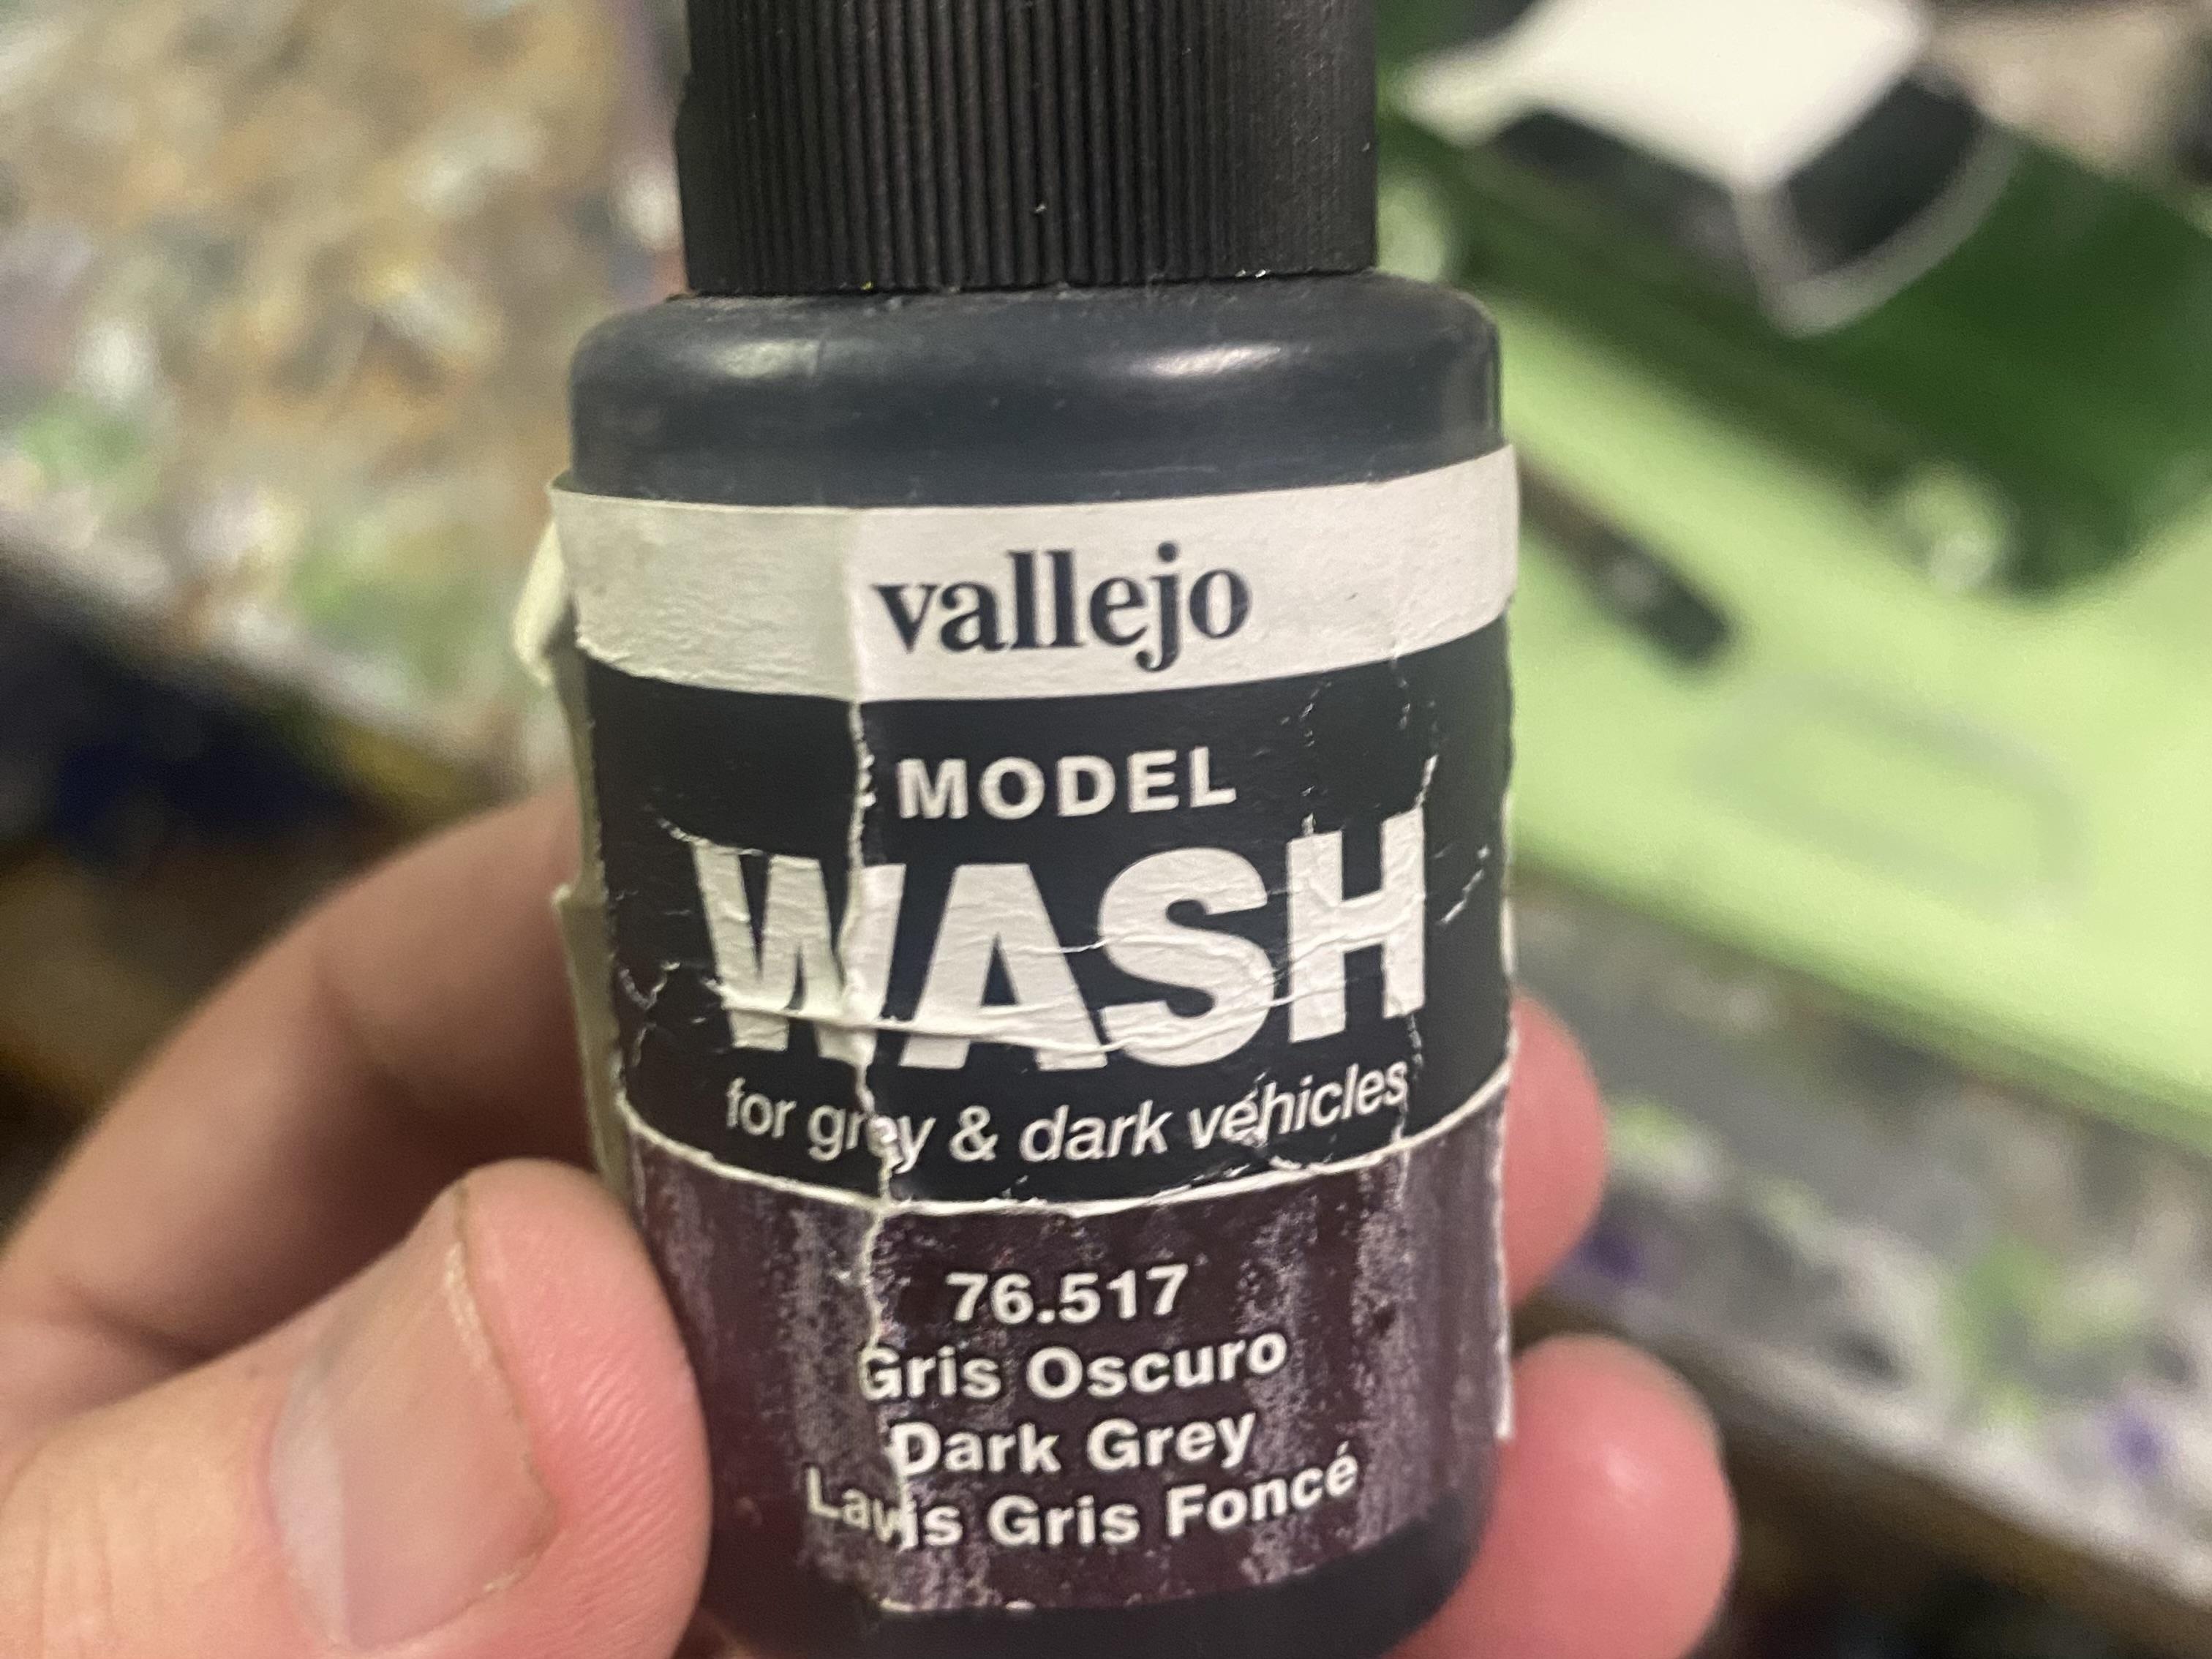 vallejo
MODEL
WASH
for grey & dark vehicles
76.517
Gris Oscuro
Dark Grey
Lavis Gris Foncé